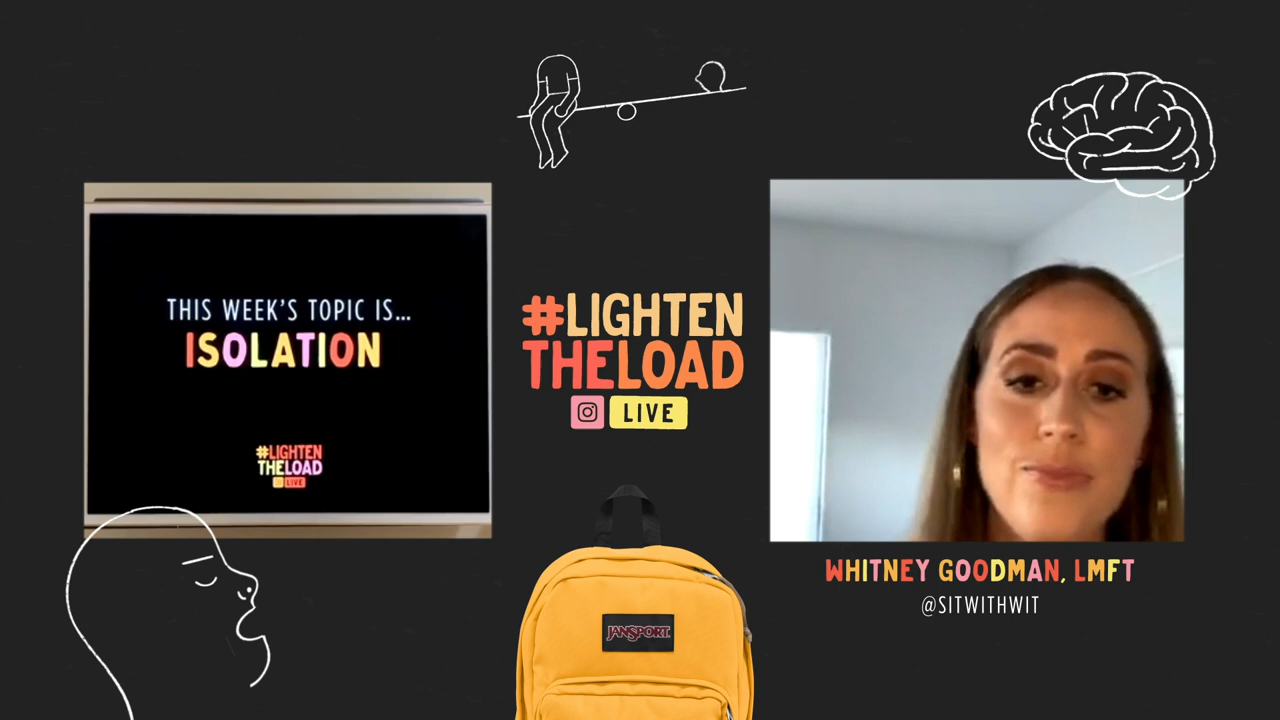 THIS WEEK'S TOPIC IS...
ISOLATION
#LIGHTEN
THELOAD
LIVE
#LIGHTEN
THELOAD
LIVE
JANSPORT
WHITNEY GOODMAN, LMFT
@SITWITHWIT